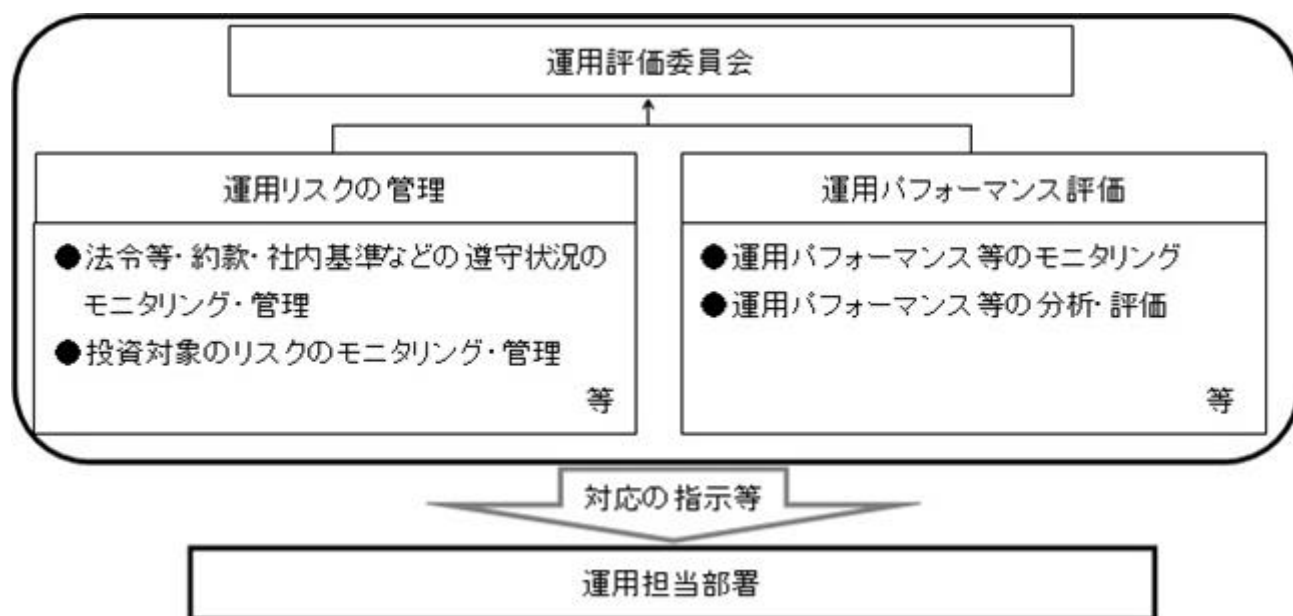 運用評価委員会
運用リスクの管理
●法令等・約款・社内基準などの遵守状況の
モニタリング・管理
●投資対象のリスクのモニタリング・管理
等
運用パフォーマンス評価
●運用パフォーマンス等のモニタリング
●運用パフォーマンス等の分析・評価
等
対応の指示等
運用担当部署